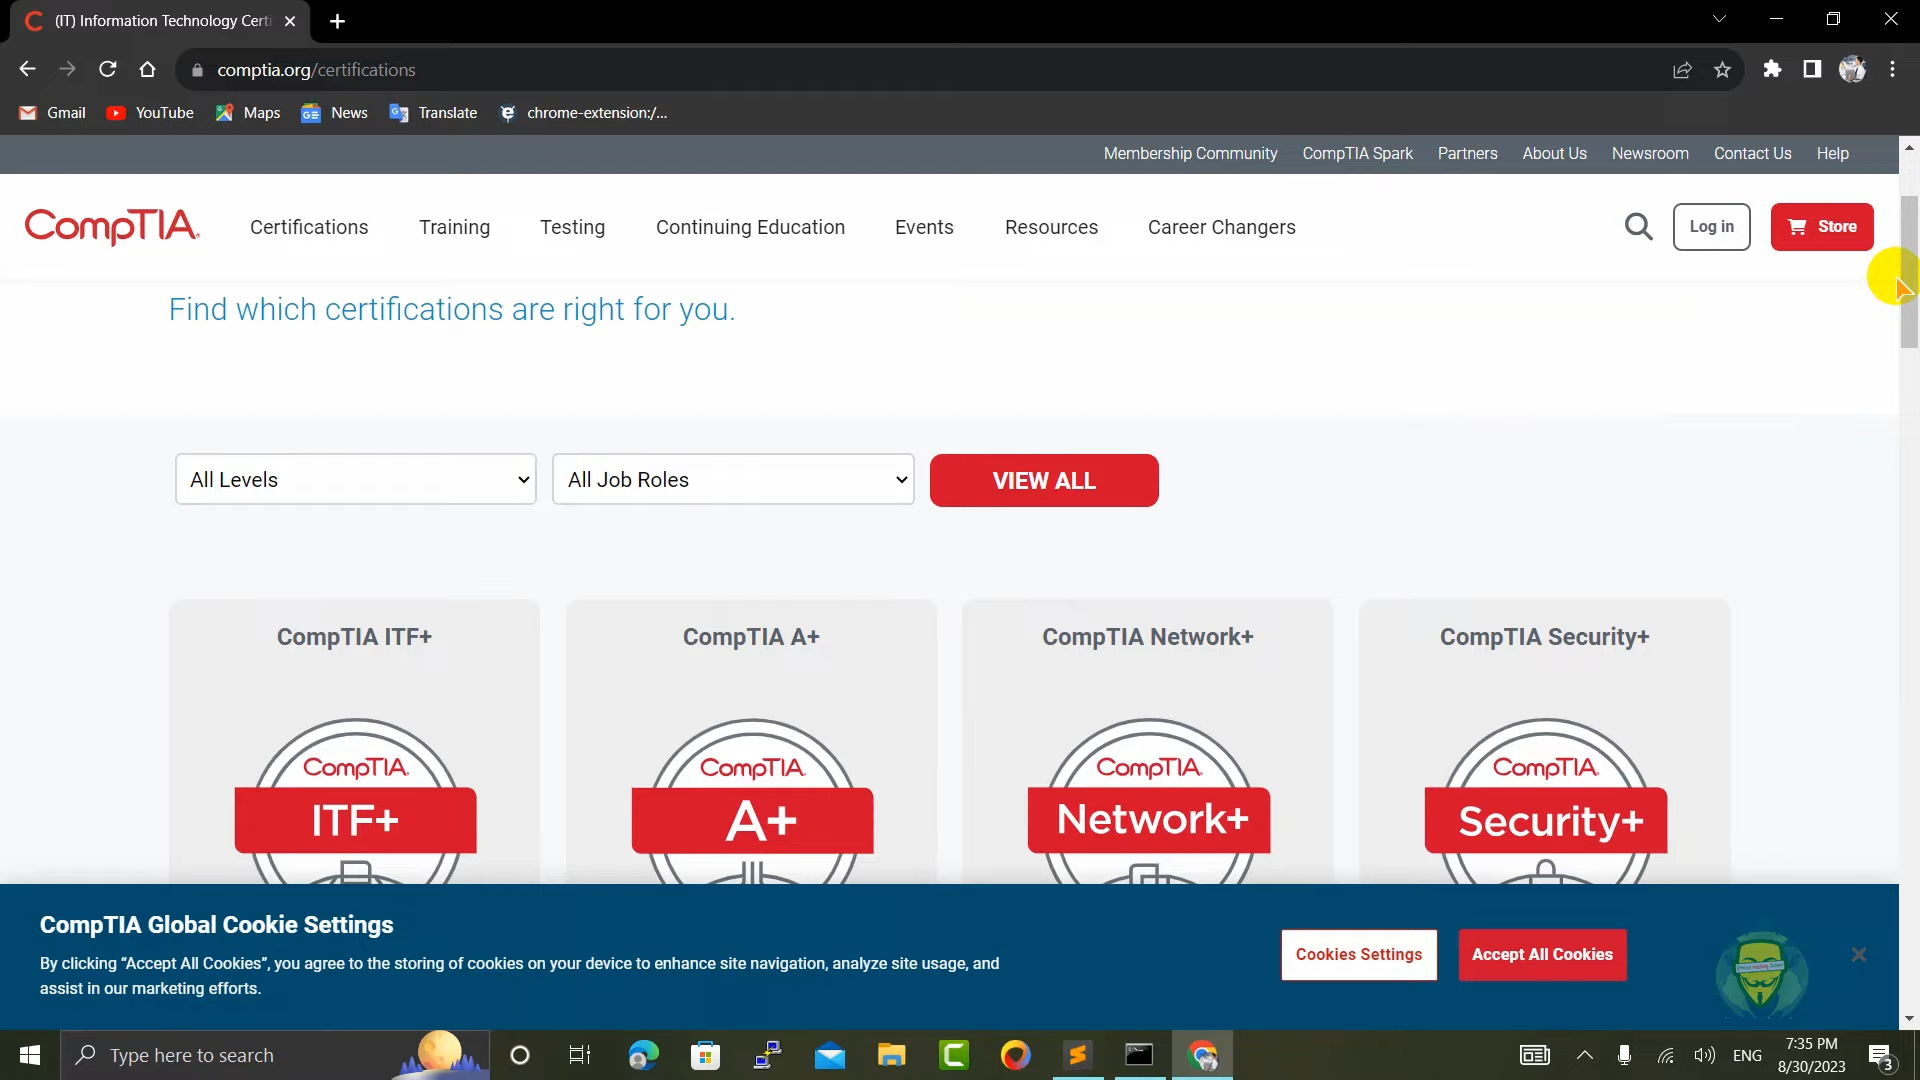 (IT) Information Technology Certi
comptia.org/certifications
Gmail
YouTube
Maps
News
Translate
chrome-extension:/...
Membership Community
CompTIA Spark
Partners
About Us
Newsroom
Contact Us
Help
CompTIA.
Certifications
Training
Testing
Continuing Education
Events
Resources
Career Changers
Log in
Store
Find which certifications are right for you.
All Levels
All Job Roles
VIEW ALL
CompTIA ITF+
CompTIA A+
CompTIA Network+
CompTIA Security+
CompTIA.
ITF+
CompTIA.
A+
CompTIA.
Network+
CompTIA.
Security+
CompTIA Global Cookie Settings
By clicking “Accept All Cookies”, you agree to the storing of cookies on your device to enhance site navigation, analyze site usage, and
assist in our marketing efforts.
Cookies Settings
Accept All Cookies
Type here to search
ENG
7:35 PM
8/30/2023
3